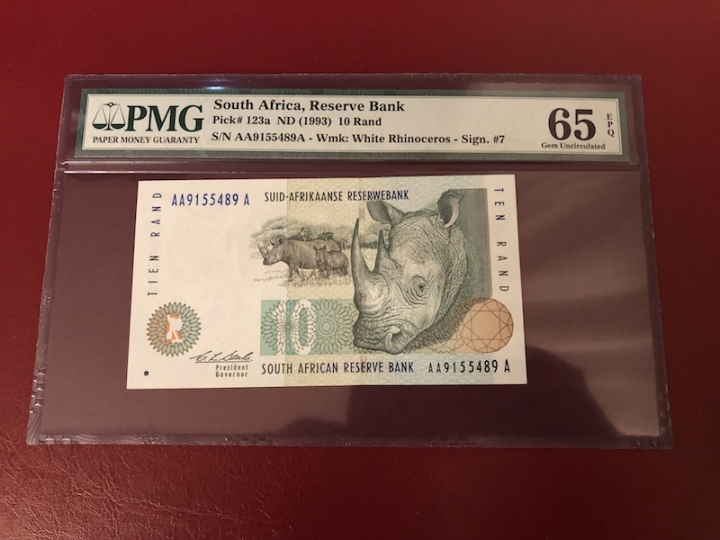 PMG
PAPER MONEY GUARANTY
South Africa, Reserve Bank
Pick# 123a ND (1993) 10 Rand
S/N AA9155489A - Wmk: White Rhinoceros - Sign. #7
65
EPQ
Gem Uncirculated
TIEN RAND
AA9155489 A
SUID-AFRIKAANSE RESERWEBANK
TEN RAND
10
President
Governor
SOUTH AFRICAN RESERVE BANK
AA9155489 A